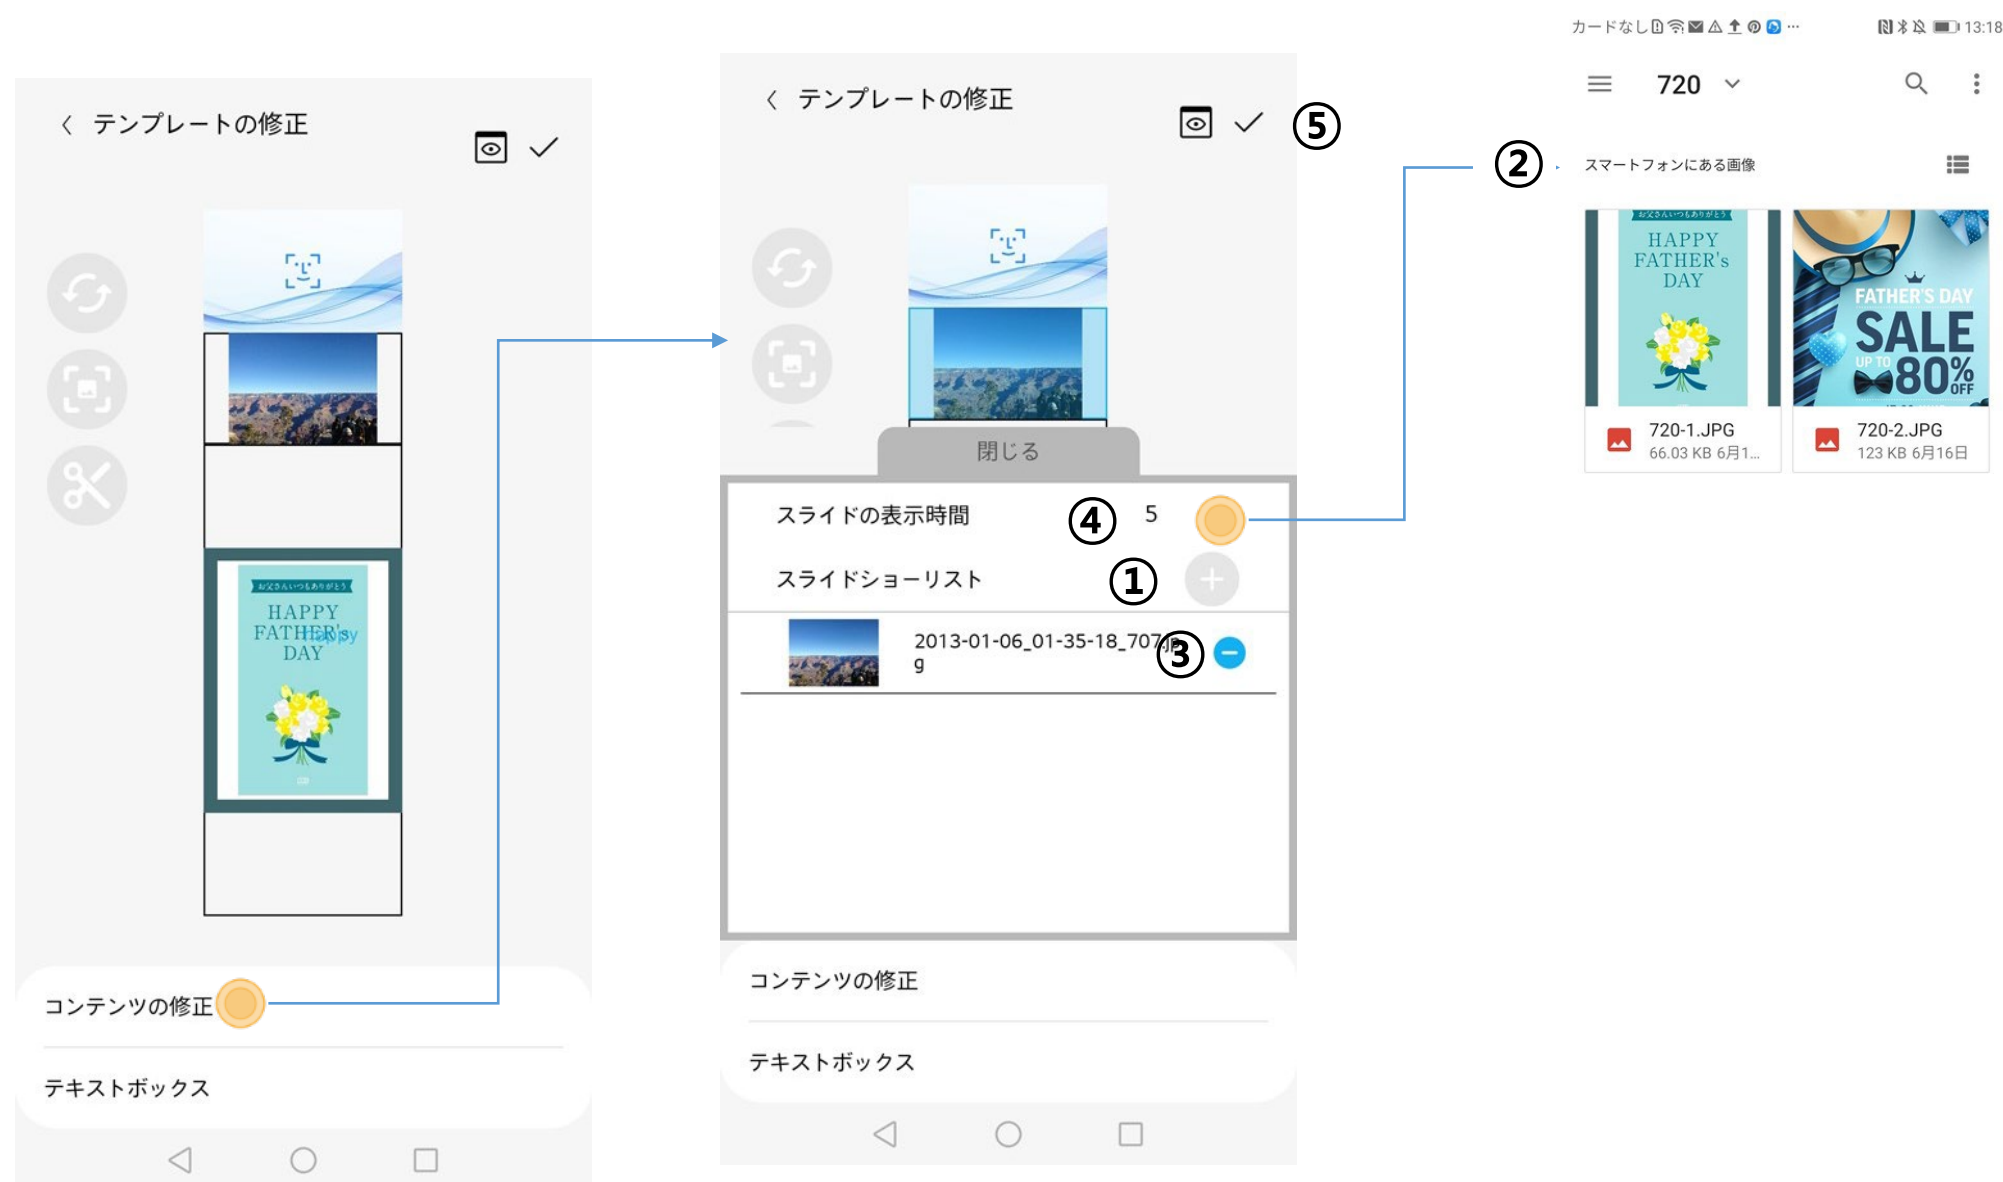 テンプレートの修正
お父さんいつもありがとう
HAPPY
FATHER's
happy
DAY
コンテンツの修正
テキストボックス
テンプレートの修正
⑤
閉じる
スライドの表示時間 ④ 5
スライドショーリスト ① +
2013-01-06_01-35-18_707.jp
g
③
コンテンツの修正
テキストボックス
カードなし 13:18
720
② スマートフォンにある画像
お父さんいつもありがとう
HAPPY
FATHER's
DAY
720-1.JPG
66.03 KB 6月1...
FATHER'S DAY
SALE
UP TO
80%
OFF
720-2.JPG
123 KB 6月16日